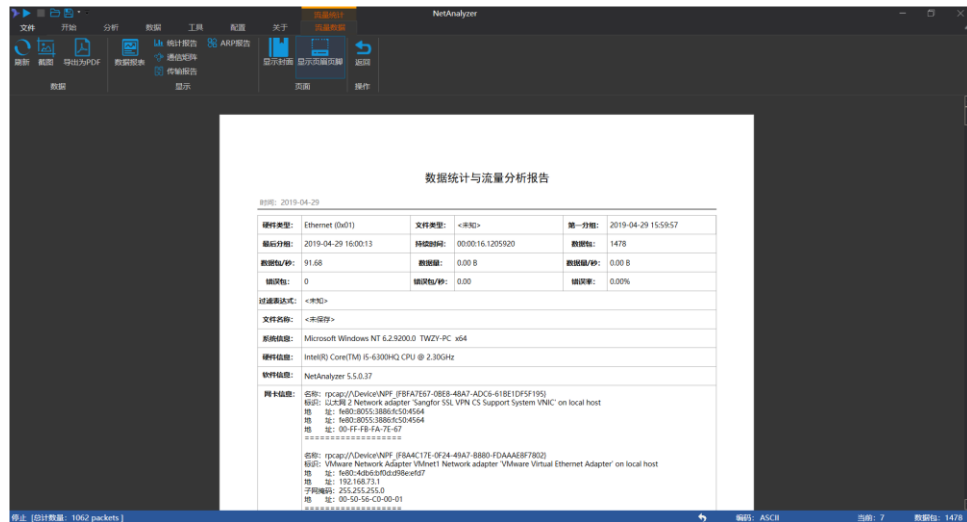 流量统计 NetAnalyzer
文件 开始 分析 数据 工具 配置 关于 流量数据
刷新 截图 导出为PDF 数据报表 统计报告 通信矩阵 传输报告 ARP报告 显示封面 显示页眉页脚 返回
数据 显示 页面 操作
数据统计与流量分析报告
时间: 2019-04-29
硬件类型: Ethernet (0x01) 文件类型: <未知> 第一分组: 2019-04-29 15:59:57
最后分组: 2019-04-29 16:00:13 持续时间: 00:00:16.1205920 数据包: 1478
数据包/秒: 91.68 数据量: 0.00 B 数据量/秒: 0.00 B
错误包: 0 错误包/秒: 0.00 错误率: 0.00%
过滤表达式: <未知>
文件名称: <未保存>
系统信息: Microsoft Windows NT 6.2.9200.0 TWZY-PC x64
硬件信息: Intel(R) Core(TM) i5-6300HQ CPU @ 2.30GHz
软件信息: NetAnalyzer 5.5.0.37
网卡信息: 名称: rpcap://\Device\NPF_{FBFA7E67-0BE8-48A7-ADC6-61BE1DF5F195}
标识: 以太网 2 Network adapter 'Sangfor SSL VPN CS Support System VNIC' on local host
地 址: fe80::8055:3886:fc50:4564
地 址: fe80::8055:3886:fc50:4564
地 址: 00-FF-FB-FA-7E-67
===================
名称: rpcap://\Device\NPF_{F8A4C17E-0F24-49A7-B880-FDAAAE8F7802}
标识: VMware Network Adapter VMnet1 Network adapter 'VMware Virtual Ethernet Adapter' on local host
地 址: fe80::4db6:bf0d:d98e:efd7
地 址: 192.168.73.1
子网掩码: 255.255.255.0
地 址: 00-50-56-C0-00-01
===================
停止 [总计数量: 1062 packets ] 编码: ASCII 当前: 7 数据包: 1478